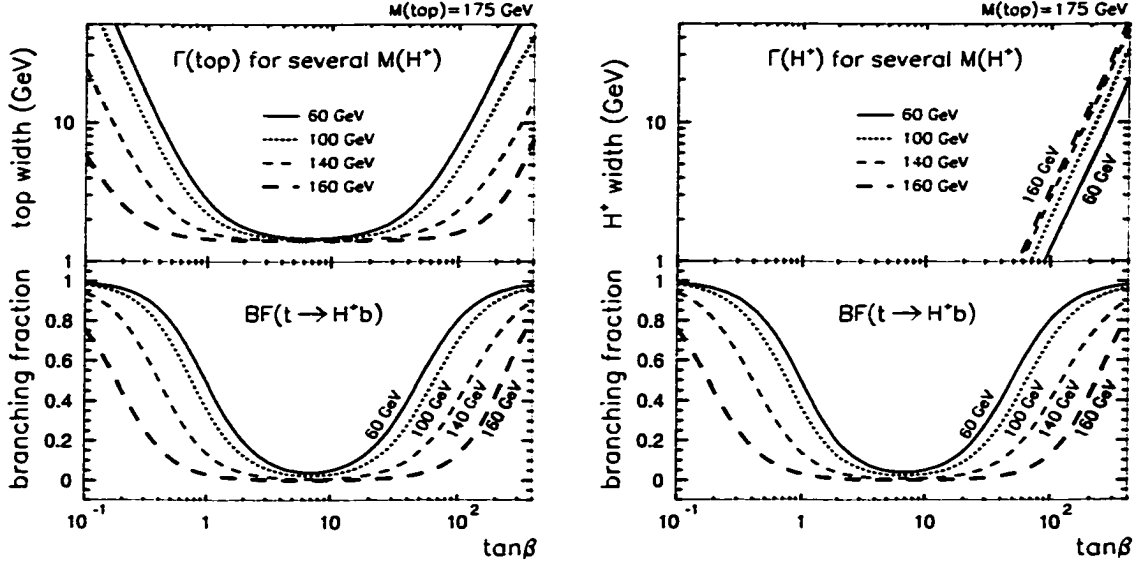 M(top)=175 GeV
Γ(top) for several M(H⁺)
60 GeV
100 GeV
140 GeV
160 GeV
top width (GeV)
10
1
BF(t → H⁺b)
branching fraction
1
0.8
0.6
0.4
0.2
0
60 GeV
100 GeV
140 GeV
160 GeV
10⁻¹
1
10
10²
tanβ
M(top)=175 GeV
Γ(H⁺) for several M(H⁺)
60 GeV
100 GeV
140 GeV
160 GeV
H⁺ width (GeV)
10
1
160 GeV
60 GeV
BF(t → H⁺b)
branching fraction
1
0.8
0.6
0.4
0.2
0
60 GeV
100 GeV
140 GeV
160 GeV
10⁻¹
1
10
10²
tanβ